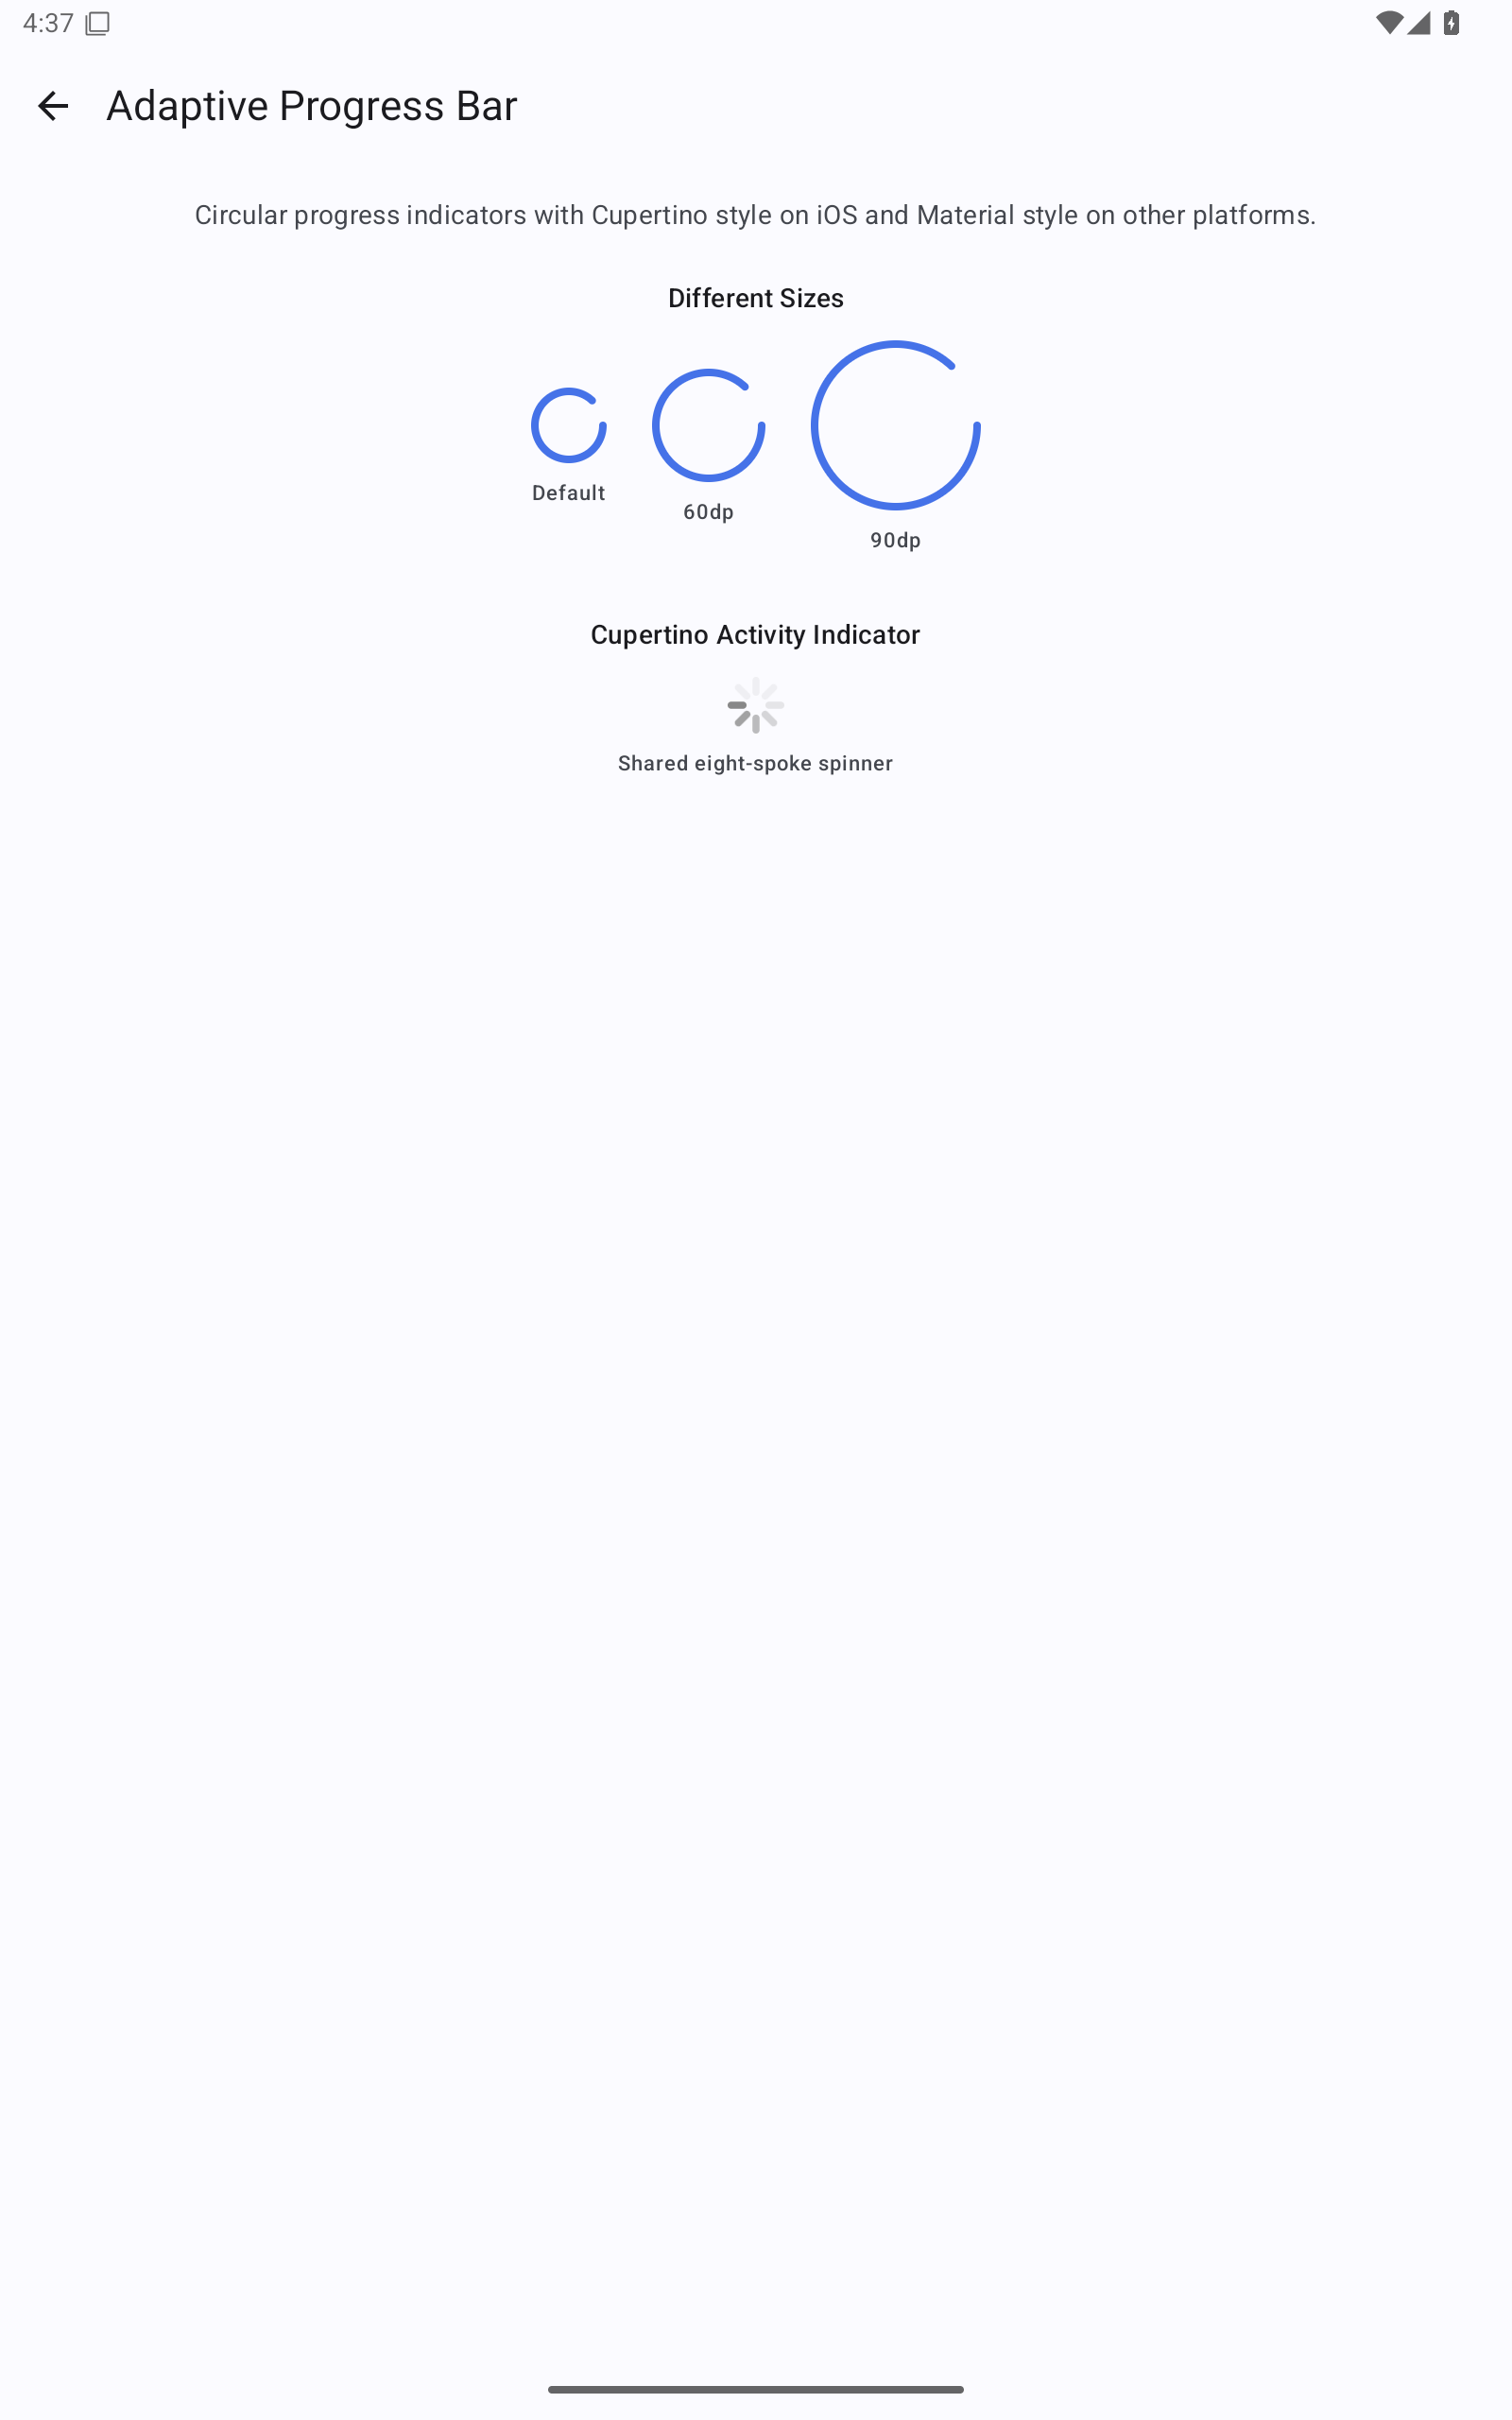 4:37
Adaptive Progress Bar
Circular progress indicators with Cupertino style on iOS and Material style on other platforms.
Different Sizes
Default
60dp
90dp
Cupertino Activity Indicator
Shared eight-spoke spinner